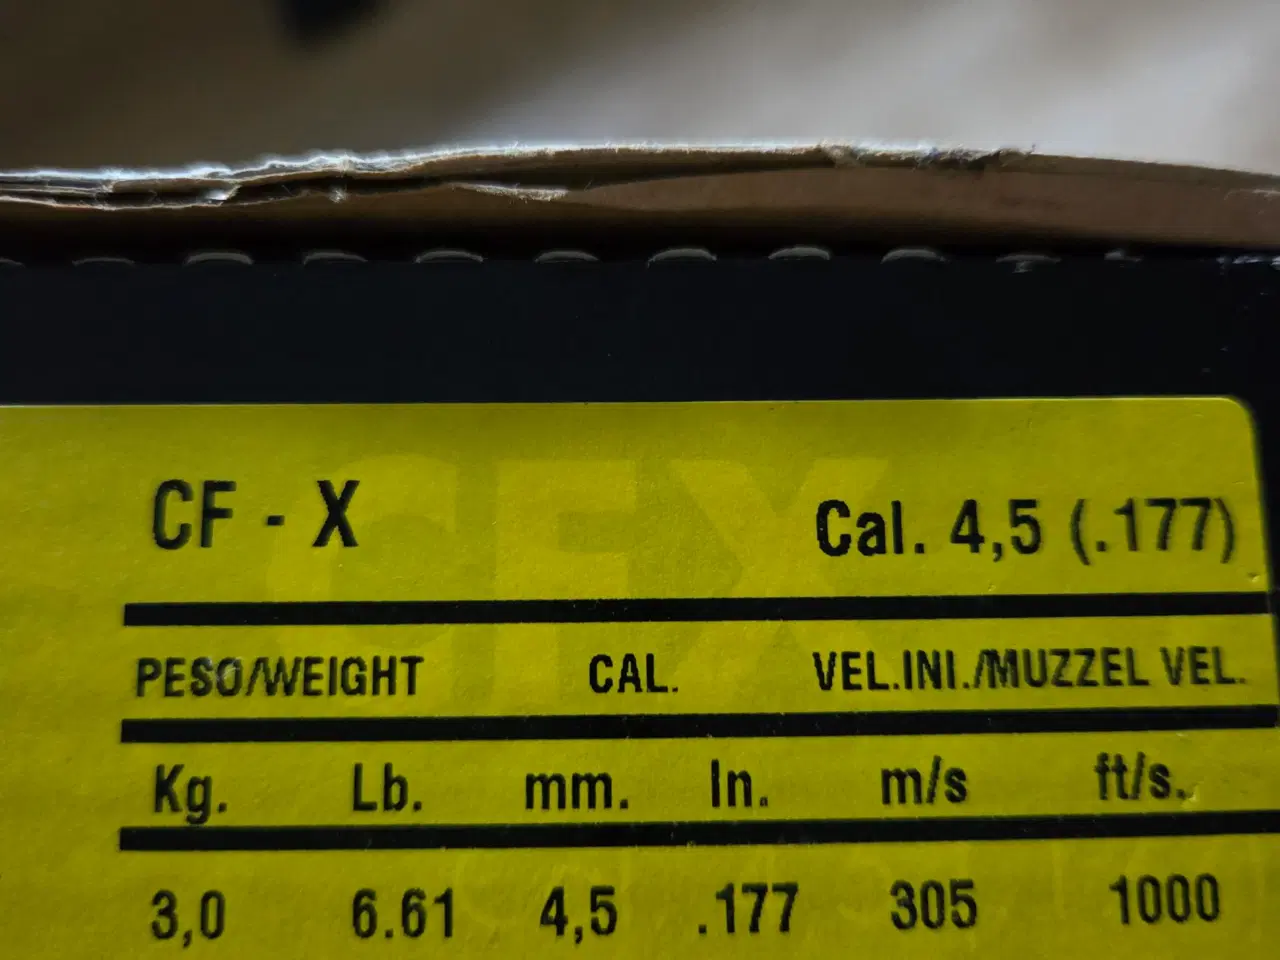 CFX
CF - X Cal. 4,5 (.177)
PESO/WEIGHT CAL. VEL.INI./MUZZEL VEL.
Kg. Lb. mm. In. m/s ft/s.
3,0 6.61 4,5 .177 305 1000